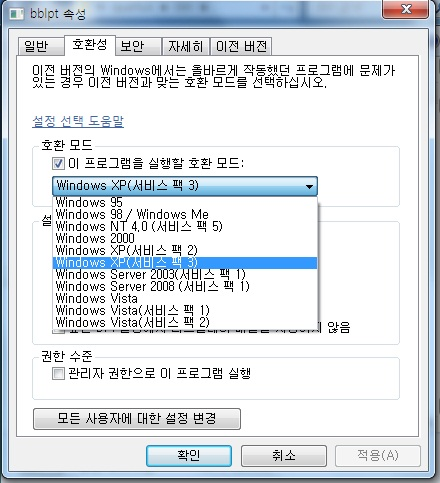 bblpt 속성
일반 호환성 보안 자세히 이전 버전
이전 버전의 Windows에서는 올바르게 작동했던 프로그램에 문제가
있는 경우 이전 버전과 맞는 호환 모드를 선택하십시오.
설정 선택 도움말
호환 모드
이 프로그램을 실행할 호환 모드:
Windows XP(서비스 팩 3)
Windows 95
Windows 98 / Windows Me
Windows NT 4.0 (서비스 팩 5)
Windows 2000
Windows XP(서비스 팩 2)
Windows XP(서비스 팩 3)
Windows Server 2003(서비스 팩 1)
Windows Server 2008 (서비스 팩 1)
Windows Vista
Windows Vista(서비스 팩 1)
Windows Vista(서비스 팩 2)
설
않음
권한 수준
관리자 권한으로 이 프로그램 실행
모든 사용자에 대한 설정 변경
확인 취소 적용(A)